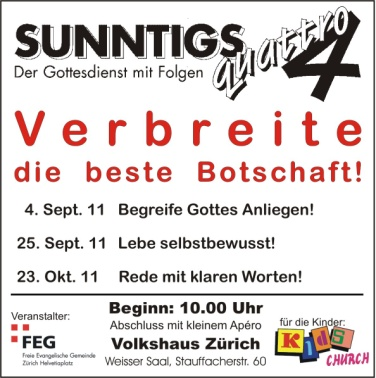 SUNNTIGS
quattro 4
Der Gottesdienst mit Folgen
Verbreite
die beste Botschaft!
4. Sept. 11 Begreife Gottes Anliegen!
25. Sept. 11 Lebe selbstbewusst!
23. Okt. 11 Rede mit klaren Worten!
Veranstalter:
FEG
Freie Evangelische Gemeinde
Zürich Helvetiaplatz
Beginn: 10.00 Uhr
Abschluss mit kleinem Apéro
Volkshaus Zürich
Weisser Saal, Stauffacherstr. 60
für die Kinder:
KidS
CHURCH